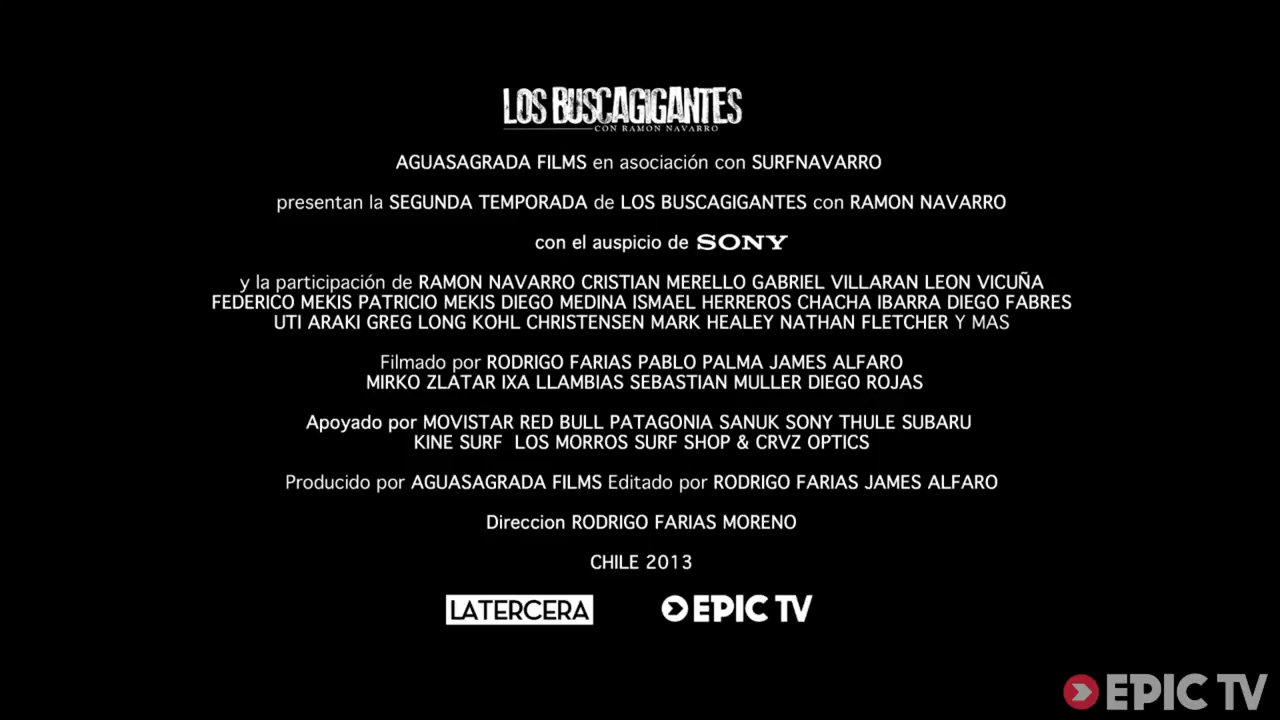 LOS BUSCAGIGANTES
CON RAMON NAVARRO
AGUASAGRADA FILMS en asociación con SURFNAVARRO
presentan la SEGUNDA TEMPORADA de LOS BUSCAGIGANTES con RAMON NAVARRO
con el auspicio de SONY
y la participación de RAMON NAVARRO CRISTIAN MERELLO GABRIEL VILLARAN LEON VICUÑA
FEDERICO MEKIS PATRICIO MEKIS DIEGO MEDINA ISMAEL HERREROS CHACHA IBARRA DIEGO FABRES
UTI ARAKI GREG LONG KOHL CHRISTENSEN MARK HEALEY NATHAN FLETCHER Y MAS
Filmado por RODRIGO FARIAS PABLO PALMA JAMES ALFARO
MIRKO ZLATAR IXA LLAMBIAS SEBASTIAN MULLER DIEGO ROJAS
Apoyado por MOVISTAR RED BULL PATAGONIA SANUK SONY THULE SUBARU
KINE SURF LOS MORROS SURF SHOP & CRVZ OPTICS
Producido por AGUASAGRADA FILMS Editado por RODRIGO FARIAS JAMES ALFARO
Direccion RODRIGO FARIAS MORENO
CHILE 2013
LATERCERA EPIC TV
EPIC TV